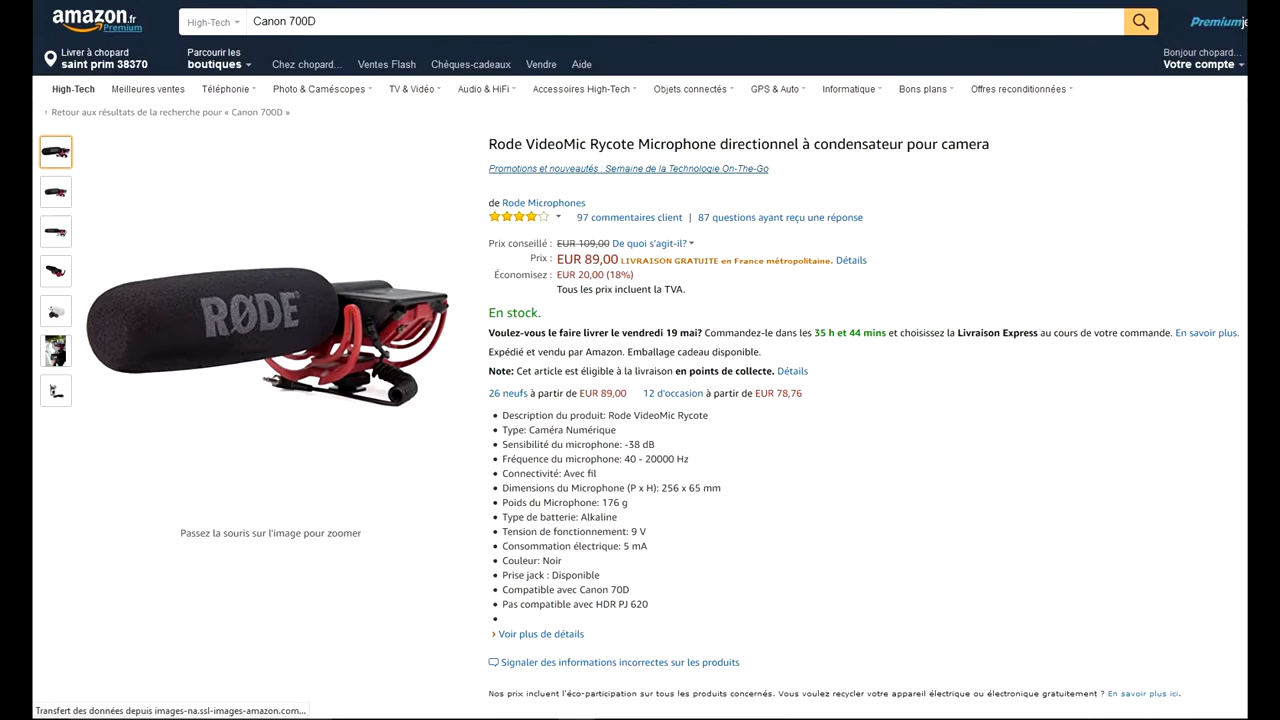 amazon.fr
Premium
High-Tech
Canon 700D
Premium
Livrer à chopard
saint prim 38370
Parcourir les
boutiques
Chez chopard...
Ventes Flash
Chèques-cadeaux
Vendre
Aide
Bonjour chopard...
Votre compte
High-Tech
Meilleures ventes
Téléphonie
Photo & Caméscopes
TV & Vidéo
Audio & HiFi
Accessoires High-Tech
Objets connectés
GPS & Auto
Informatique
Bons plans
Offres reconditionnées
‹ Retour aux résultats de la recherche pour « Canon 700D »
Rode VideoMic Rycote Microphone directionnel à condensateur pour camera
Promotions et nouveautés : Semaine de la Technologie On-The-Go
de Rode Microphones
97 commentaires client | 87 questions ayant reçu une réponse
Prix conseillé : EUR 109,00 De quoi s'agit-il?
Prix : EUR 89,00 LIVRAISON GRATUITE en France métropolitaine. Détails
Économisez : EUR 20,00 (18%)
Tous les prix incluent la TVA.
En stock.
Voulez-vous le faire livrer le vendredi 19 mai? Commandez-le dans les 35 h et 44 mins et choisissez la Livraison Express au cours de votre commande. En savoir plus.
Expédié et vendu par Amazon. Emballage cadeau disponible.
Note: Cet article est éligible à la livraison en points de collecte. Détails
26 neufs à partir de EUR 89,00 12 d'occasion à partir de EUR 78,76
RØDE
• Description du produit: Rode VideoMic Rycote
• Type: Caméra Numérique
• Sensibilité du microphone: -38 dB
• Fréquence du microphone: 40 - 20000 Hz
• Connectivité: Avec fil
• Dimensions du Microphone (P x H): 256 x 65 mm
• Poids du Microphone: 176 g
• Type de batterie: Alkaline
• Tension de fonctionnement: 9 V
• Consommation électrique: 5 mA
• Couleur: Noir
• Prise jack : Disponible
• Compatible avec Canon 70D
• Pas compatible avec HDR PJ 620
•
› Voir plus de détails
Passez la souris sur l'image pour zoomer
Signaler des informations incorrectes sur les produits
Nos prix incluent l'éco-participation sur tous les produits concernés. Vous voulez recycler votre appareil électrique ou électronique gratuitement ? En savoir plus ici.
Transfert des données depuis images-na.ssl-images-amazon.com...